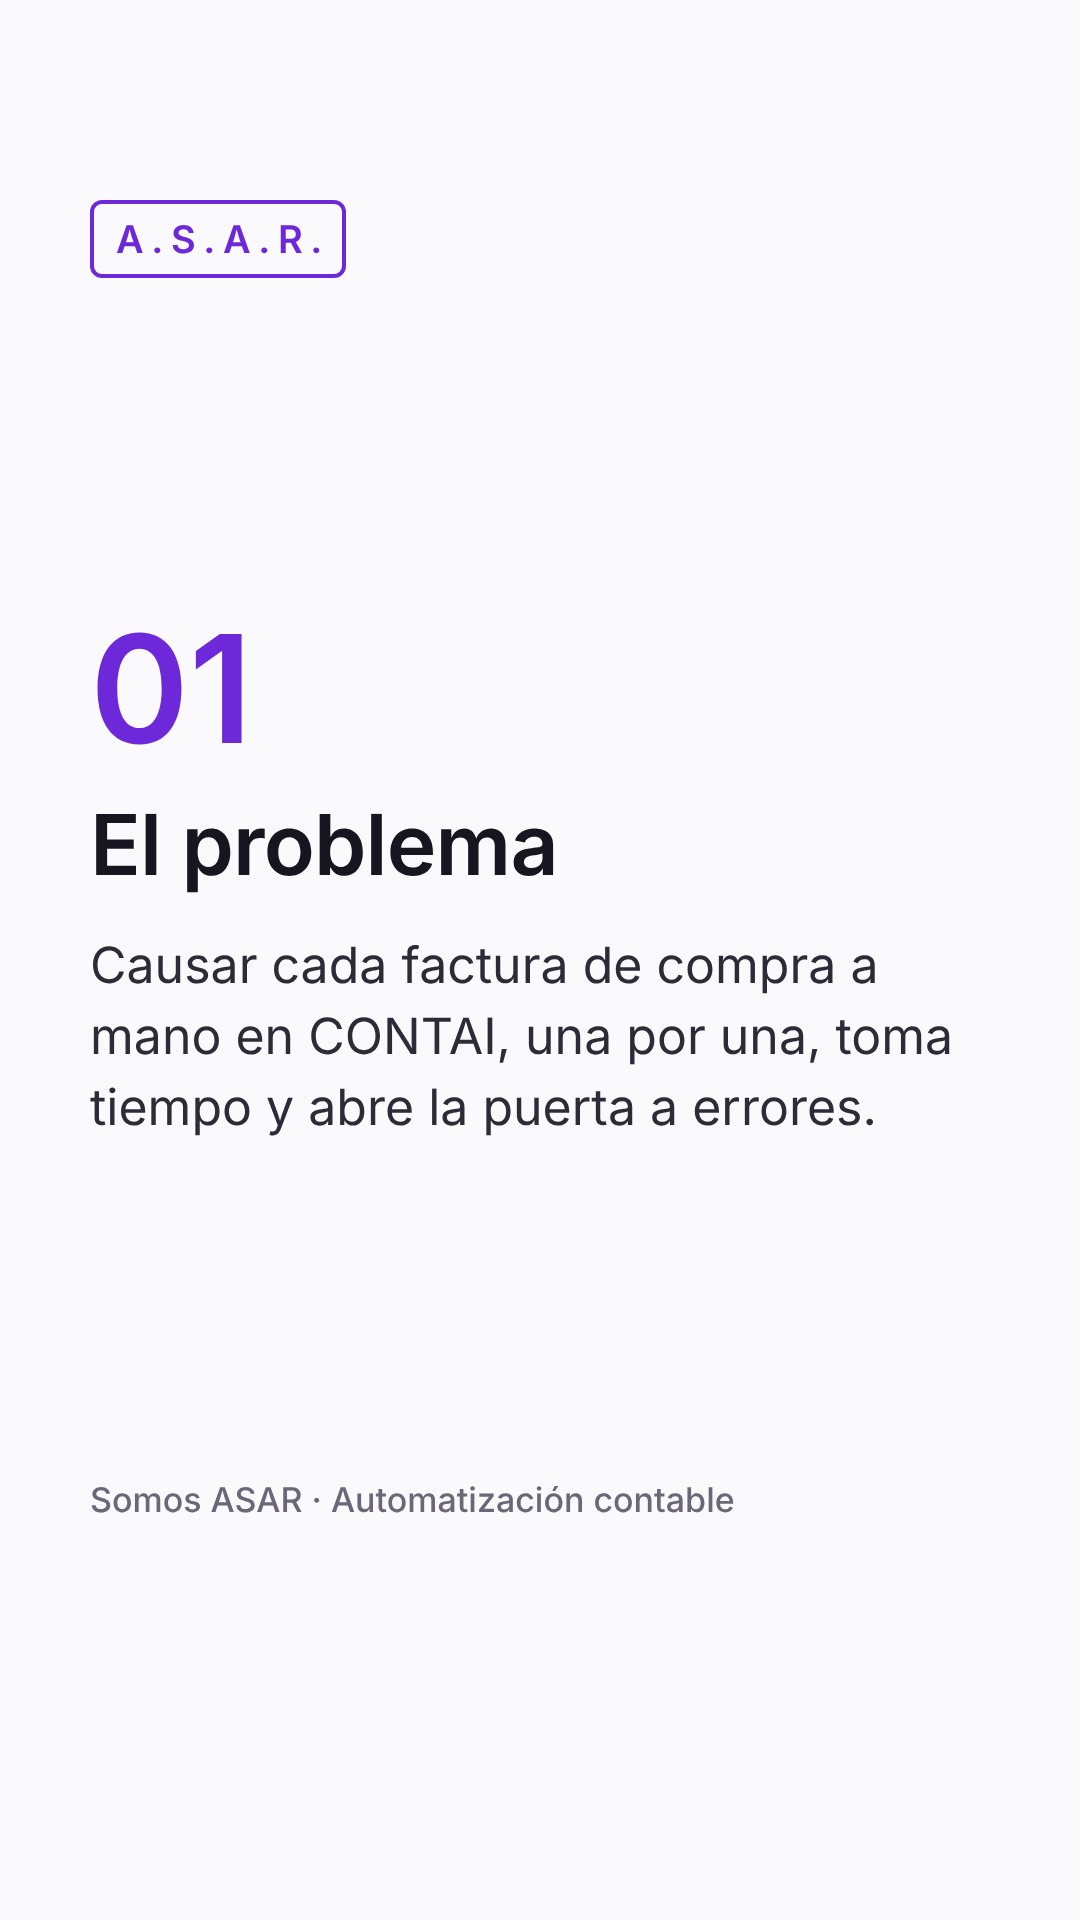 A.S.A.R.
01
El problema
Causar cada factura de compra a
mano en CONTAI, una por una, toma
tiempo y abre la puerta a errores.
Somos ASAR · Automatización contable